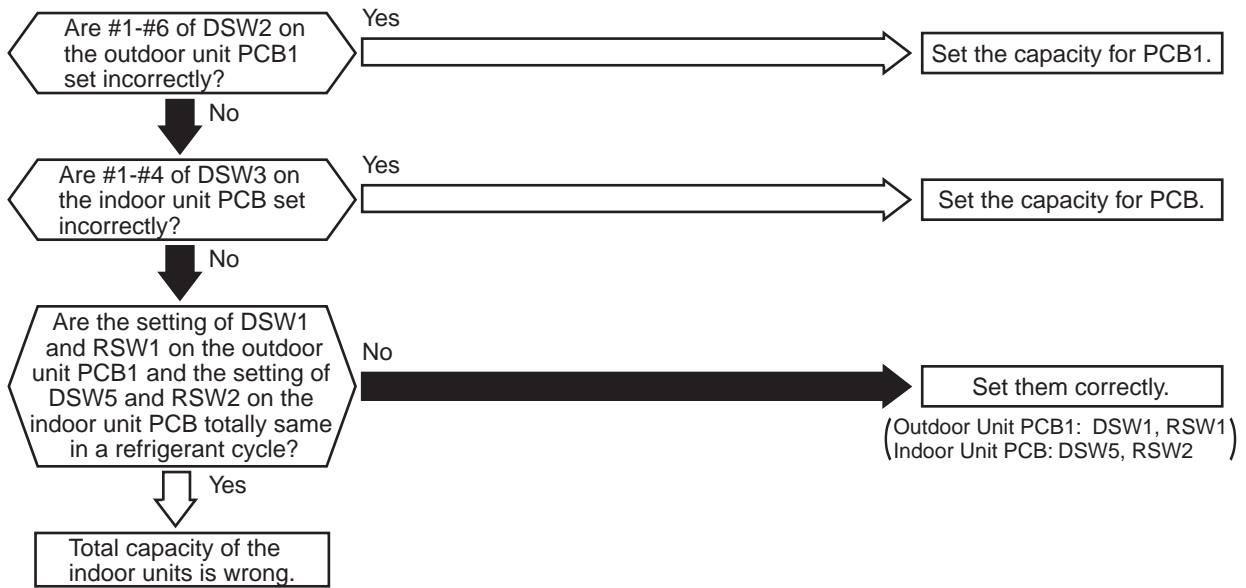 Are #1-#6 of DSW2 on
the outdoor unit PCB1
set incorrectly?
Yes
Set the capacity for PCB1.
No
Are #1-#4 of DSW3 on
the indoor unit PCB set
incorrectly?
Yes
Set the capacity for PCB.
No
Are the setting of DSW1
and RSW1 on the outdoor
unit PCB1 and the setting of
DSW5 and RSW2 on the
indoor unit PCB totally same
in a refrigerant cycle?
No
Set them correctly.
(Outdoor Unit PCB1: DSW1, RSW1
Indoor Unit PCB: DSW5, RSW2)
Yes
Total capacity of the
indoor units is wrong.